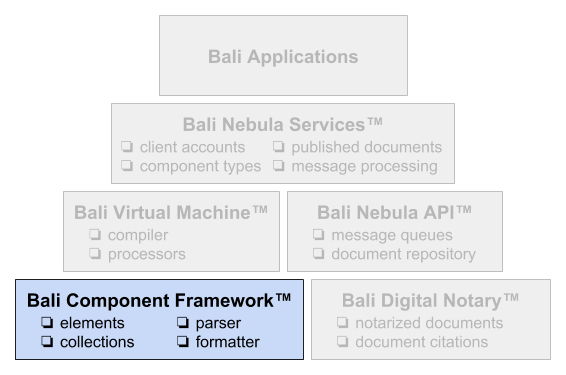 Bali Applications
Bali Nebula Services™
❏ client accounts ❏ published documents
❏ component types ❏ message processing
Bali Virtual Machine™ Bali Nebula API™
❏ compiler ❏ message queues
❏ processors ❏ document repository
Bali Component Framework™ Bali Digital Notary™
❏ elements ❏ parser ❏ notarized documents
❏ collections ❏ formatter ❏ document citations